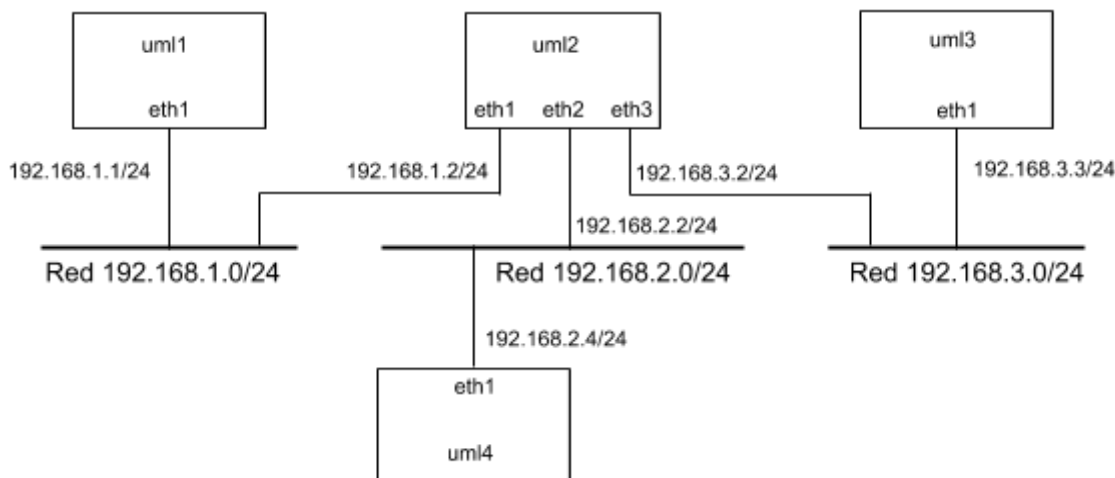 uml1
uml2
uml3
eth1
eth1 eth2 eth3
eth1
192.168.1.1/24
192.168.1.2/24
192.168.3.2/24
192.168.3.3/24
192.168.2.2/24
Red 192.168.1.0/24
Red 192.168.2.0/24
Red 192.168.3.0/24
192.168.2.4/24
eth1
uml4